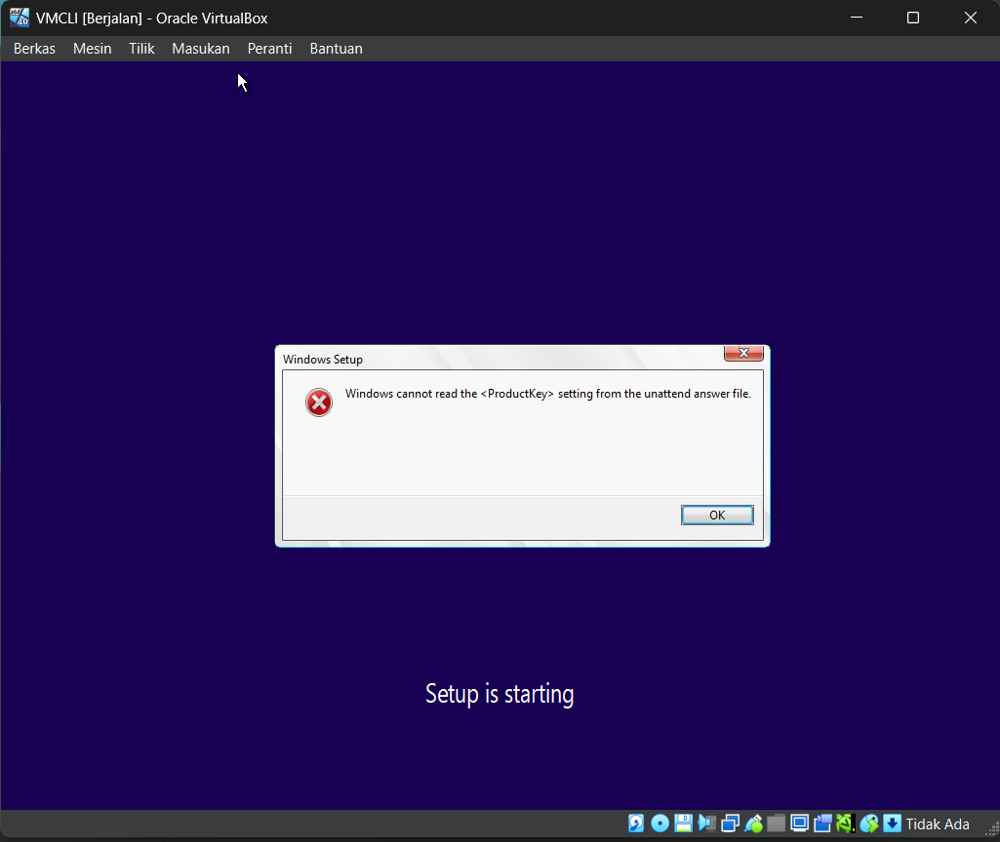 VMCLI [Berjalan] - Oracle VirtualBox
Berkas Mesin Tilik Masukan Peranti Bantuan
Windows Setup
Windows cannot read the <ProductKey> setting from the unattend answer file.
OK
Setup is starting
Tidak Ada